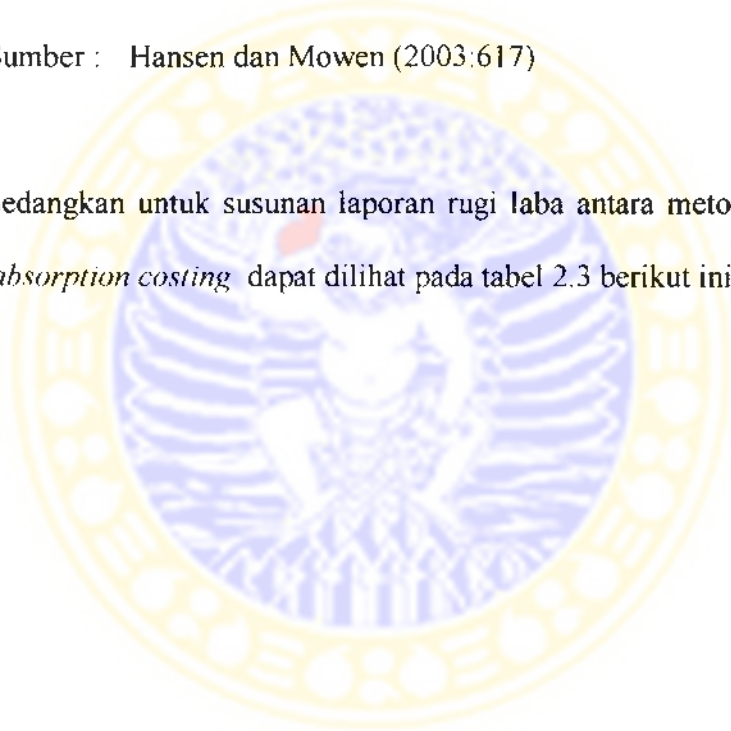 Sumber : Hansen dan Mowen (2003:617)
edangkan untuk susunan laporan rugi laba antara meto
absorption costing dapat dilihat pada tabel 2.3 berikut ini